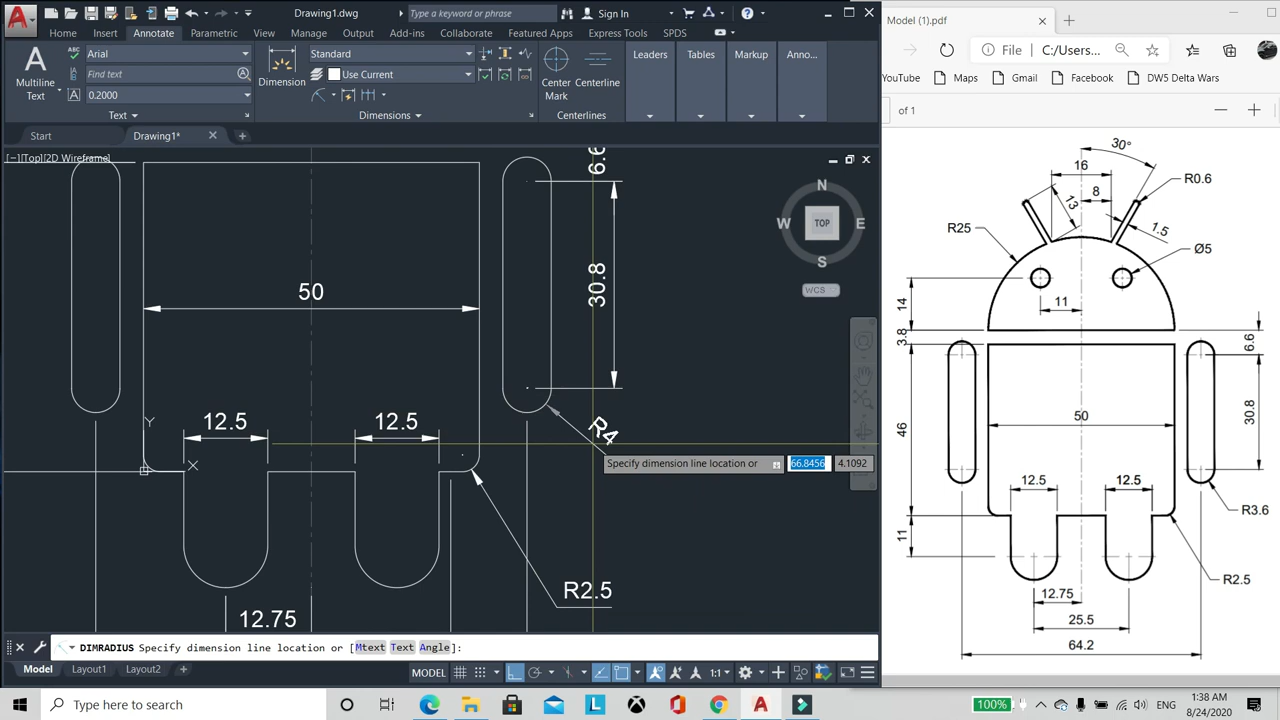 Drawing1.dwg
Type a keyword or phrase
Sign In
Home
Insert
Annotate
Parametric
View
Manage
Output
Add-ins
Collaborate
Featured Apps
Express Tools
SPDS
Multiline
Text
Arial
Find text
0.2000
Text
Dimension
Standard
Use Current
Dimensions
Center
Mark
Centerline
Centerlines
Leaders
Tables
Markup
Anno...
Start
Drawing1*
[−][Top][2D Wireframe]
N
W
TOP
E
S
WCS
50
30.8
12.5
12.5
R4
Y
X
Specify dimension line location or
66.8456
4.1092
R2.5
12.75
DIMRADIUS Specify dimension line location or [Mtext Text Angle]:
Model
Layout1
Layout2
MODEL
1:1
Model (1).pdf
File
C:/Users...
YouTube
Maps
Gmail
Facebook
DW5 Delta Wars
of 1
30°
16
8
13
R0.6
1.5
R25
Ø5
14
11
3.8
6.6
46
50
30.8
12.5
12.5
R3.6
11
R2.5
12.75
25.5
64.2
Type here to search
100%
ENG
1:38 AM
8/24/2020